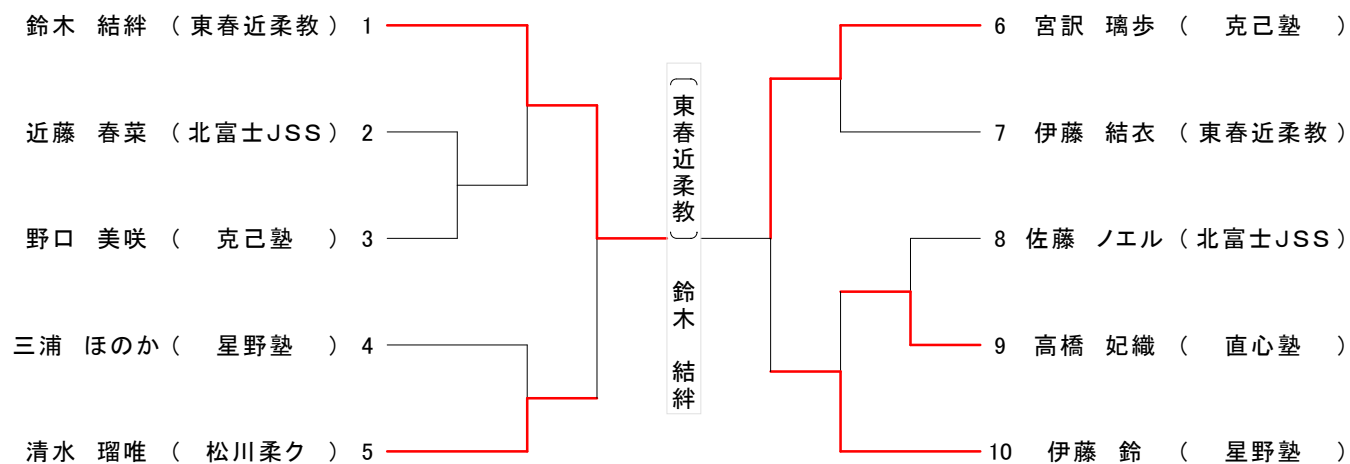 鈴木 結絆 (東春近柔教) 1
近藤 春菜 (北富士JSS) 2
野口 美咲 ( 克己塾 ) 3
三浦 ほのか ( 星野塾 ) 4
清水 瑠唯 ( 松川柔ク ) 5
(東春近柔教) 鈴木 結絆
6 宮訳 璃歩 ( 克己塾 )
7 伊藤 結衣 (東春近柔教)
8 佐藤 ノエル (北富士JSS)
9 高橋 妃織 ( 直心塾 )
10 伊藤 鈴 ( 星野塾 )